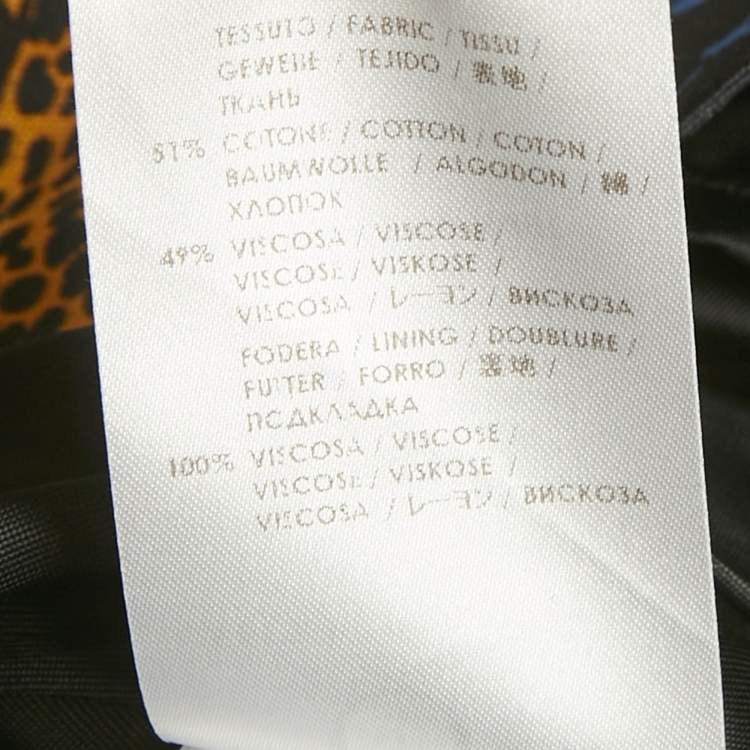 TESSUTO / FABRIC / TISSU /
GEWEBE / TEJIDO / 表地 /
ТКАНЬ
51% COTONE / COTTON / COTON /
BAUMWOLLE / ALGODON / 綿 /
ХЛОПОК
49% VISCOSA / VISCOSE /
VISCOSE / VISKOSE /
VISCOSA / レーヨン / ВИСКОЗА
FODERA / LINING / DOUBLURE /
FUTTER / FORRO / 裏地 /
ПОДКЛАДКА
100% VISCOSA / VISCOSE /
VISCOSE / VISKOSE /
VISCOSA / レーヨン / ВИСКОЗА